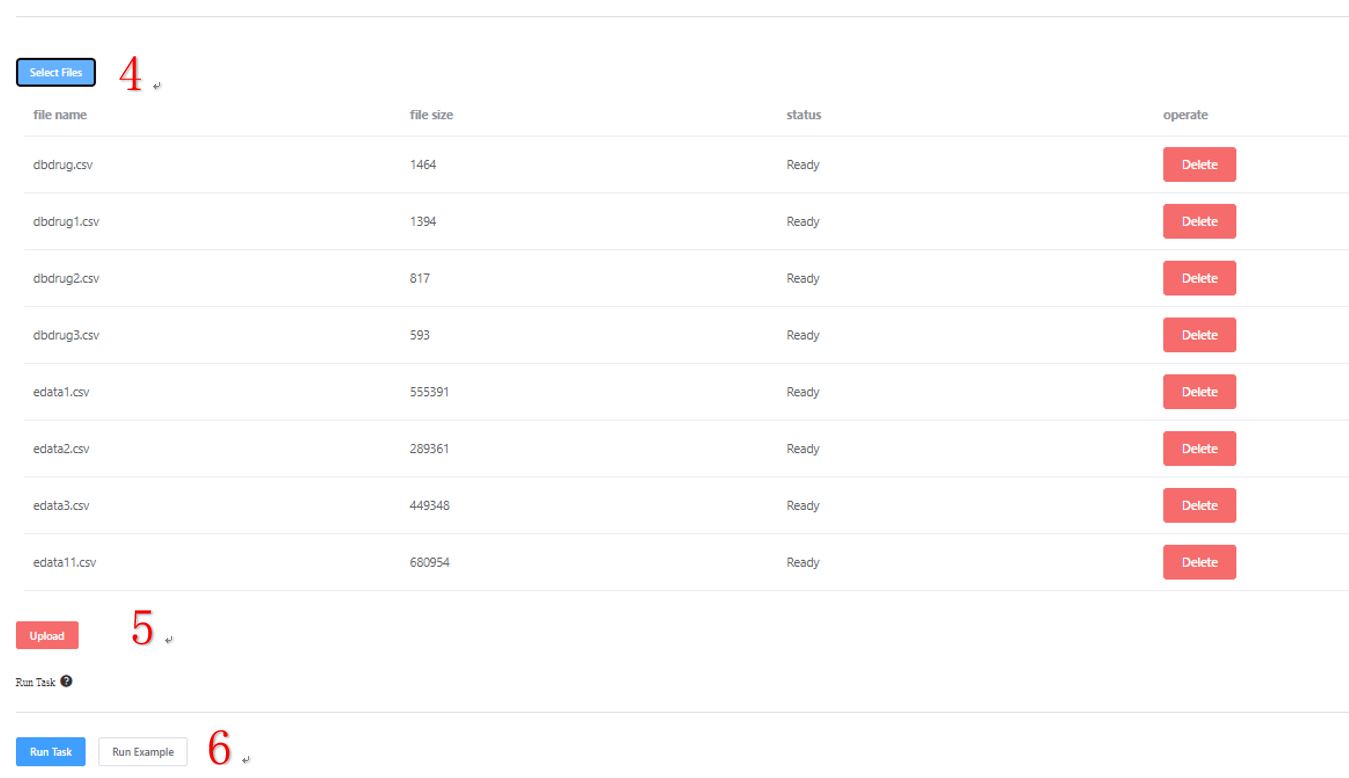 Select Files 4
file name file size status operate
dbdrug.csv 1464 Ready Delete
dbdrug1.csv 1394 Ready Delete
dbdrug2.csv 817 Ready Delete
dbdrug3.csv 593 Ready Delete
edata1.csv 555391 Ready Delete
edata2.csv 289361 Ready Delete
edata3.csv 449348 Ready Delete
edata11.csv 680954 Ready Delete
Upload 5
Run Task ?
Run Task Run Example 6